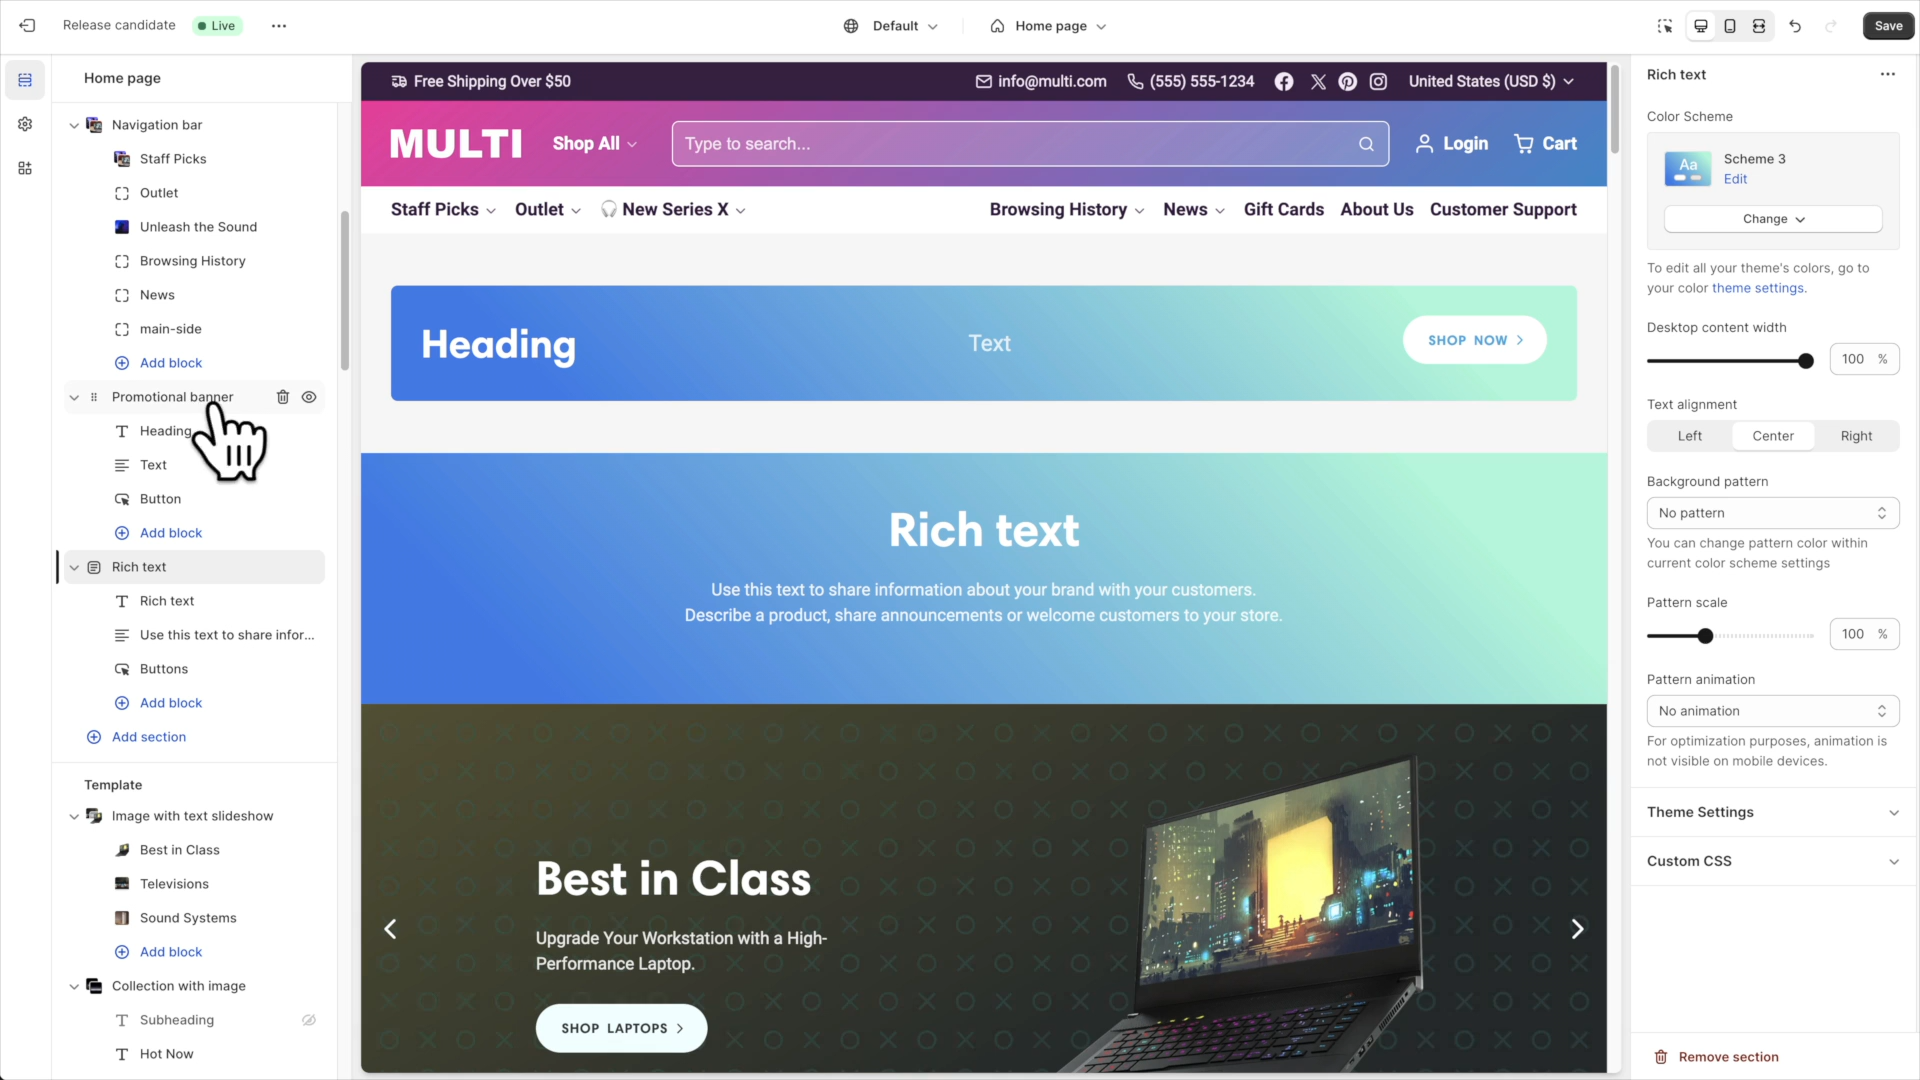 Release candidate
Live
Default
Home page
Save
Home page
Navigation bar
Staff Picks
Outlet
Unleash the Sound
Browsing History
News
main-side
Add block
Promotional banner
Heading
Text
Button
Add block
Rich text
Rich text
Use this text to share infor...
Buttons
Add block
Add section
Template
Image with text slideshow
Best in Class
Televisions
Sound Systems
Add block
Collection with image
Subheading
Hot Now
Free Shipping Over $50
info@multi.com
(555) 555-1234
United States (USD $)
MULTI
Shop All
Type to search...
Login
Cart
Staff Picks
Outlet
New Series X
Browsing History
News
Gift Cards
About Us
Customer Support
Heading
Text
SHOP NOW
Rich text
Use this text to share information about your brand with your customers.
Describe a product, share announcements or welcome customers to your store.
Best in Class
Upgrade Your Workstation with a High-
Performance Laptop.
SHOP LAPTOPS
Rich text
Color Scheme
Aa
Scheme 3
Edit
Change
To edit all your theme's colors, go to
your color theme settings.
Desktop content width
100 %
Text alignment
Left
Center
Right
Background pattern
No pattern
You can change pattern color within
current color scheme settings
Pattern scale
100 %
Pattern animation
No animation
For optimization purposes, animation is
not visible on mobile devices.
Theme Settings
Custom CSS
Remove section